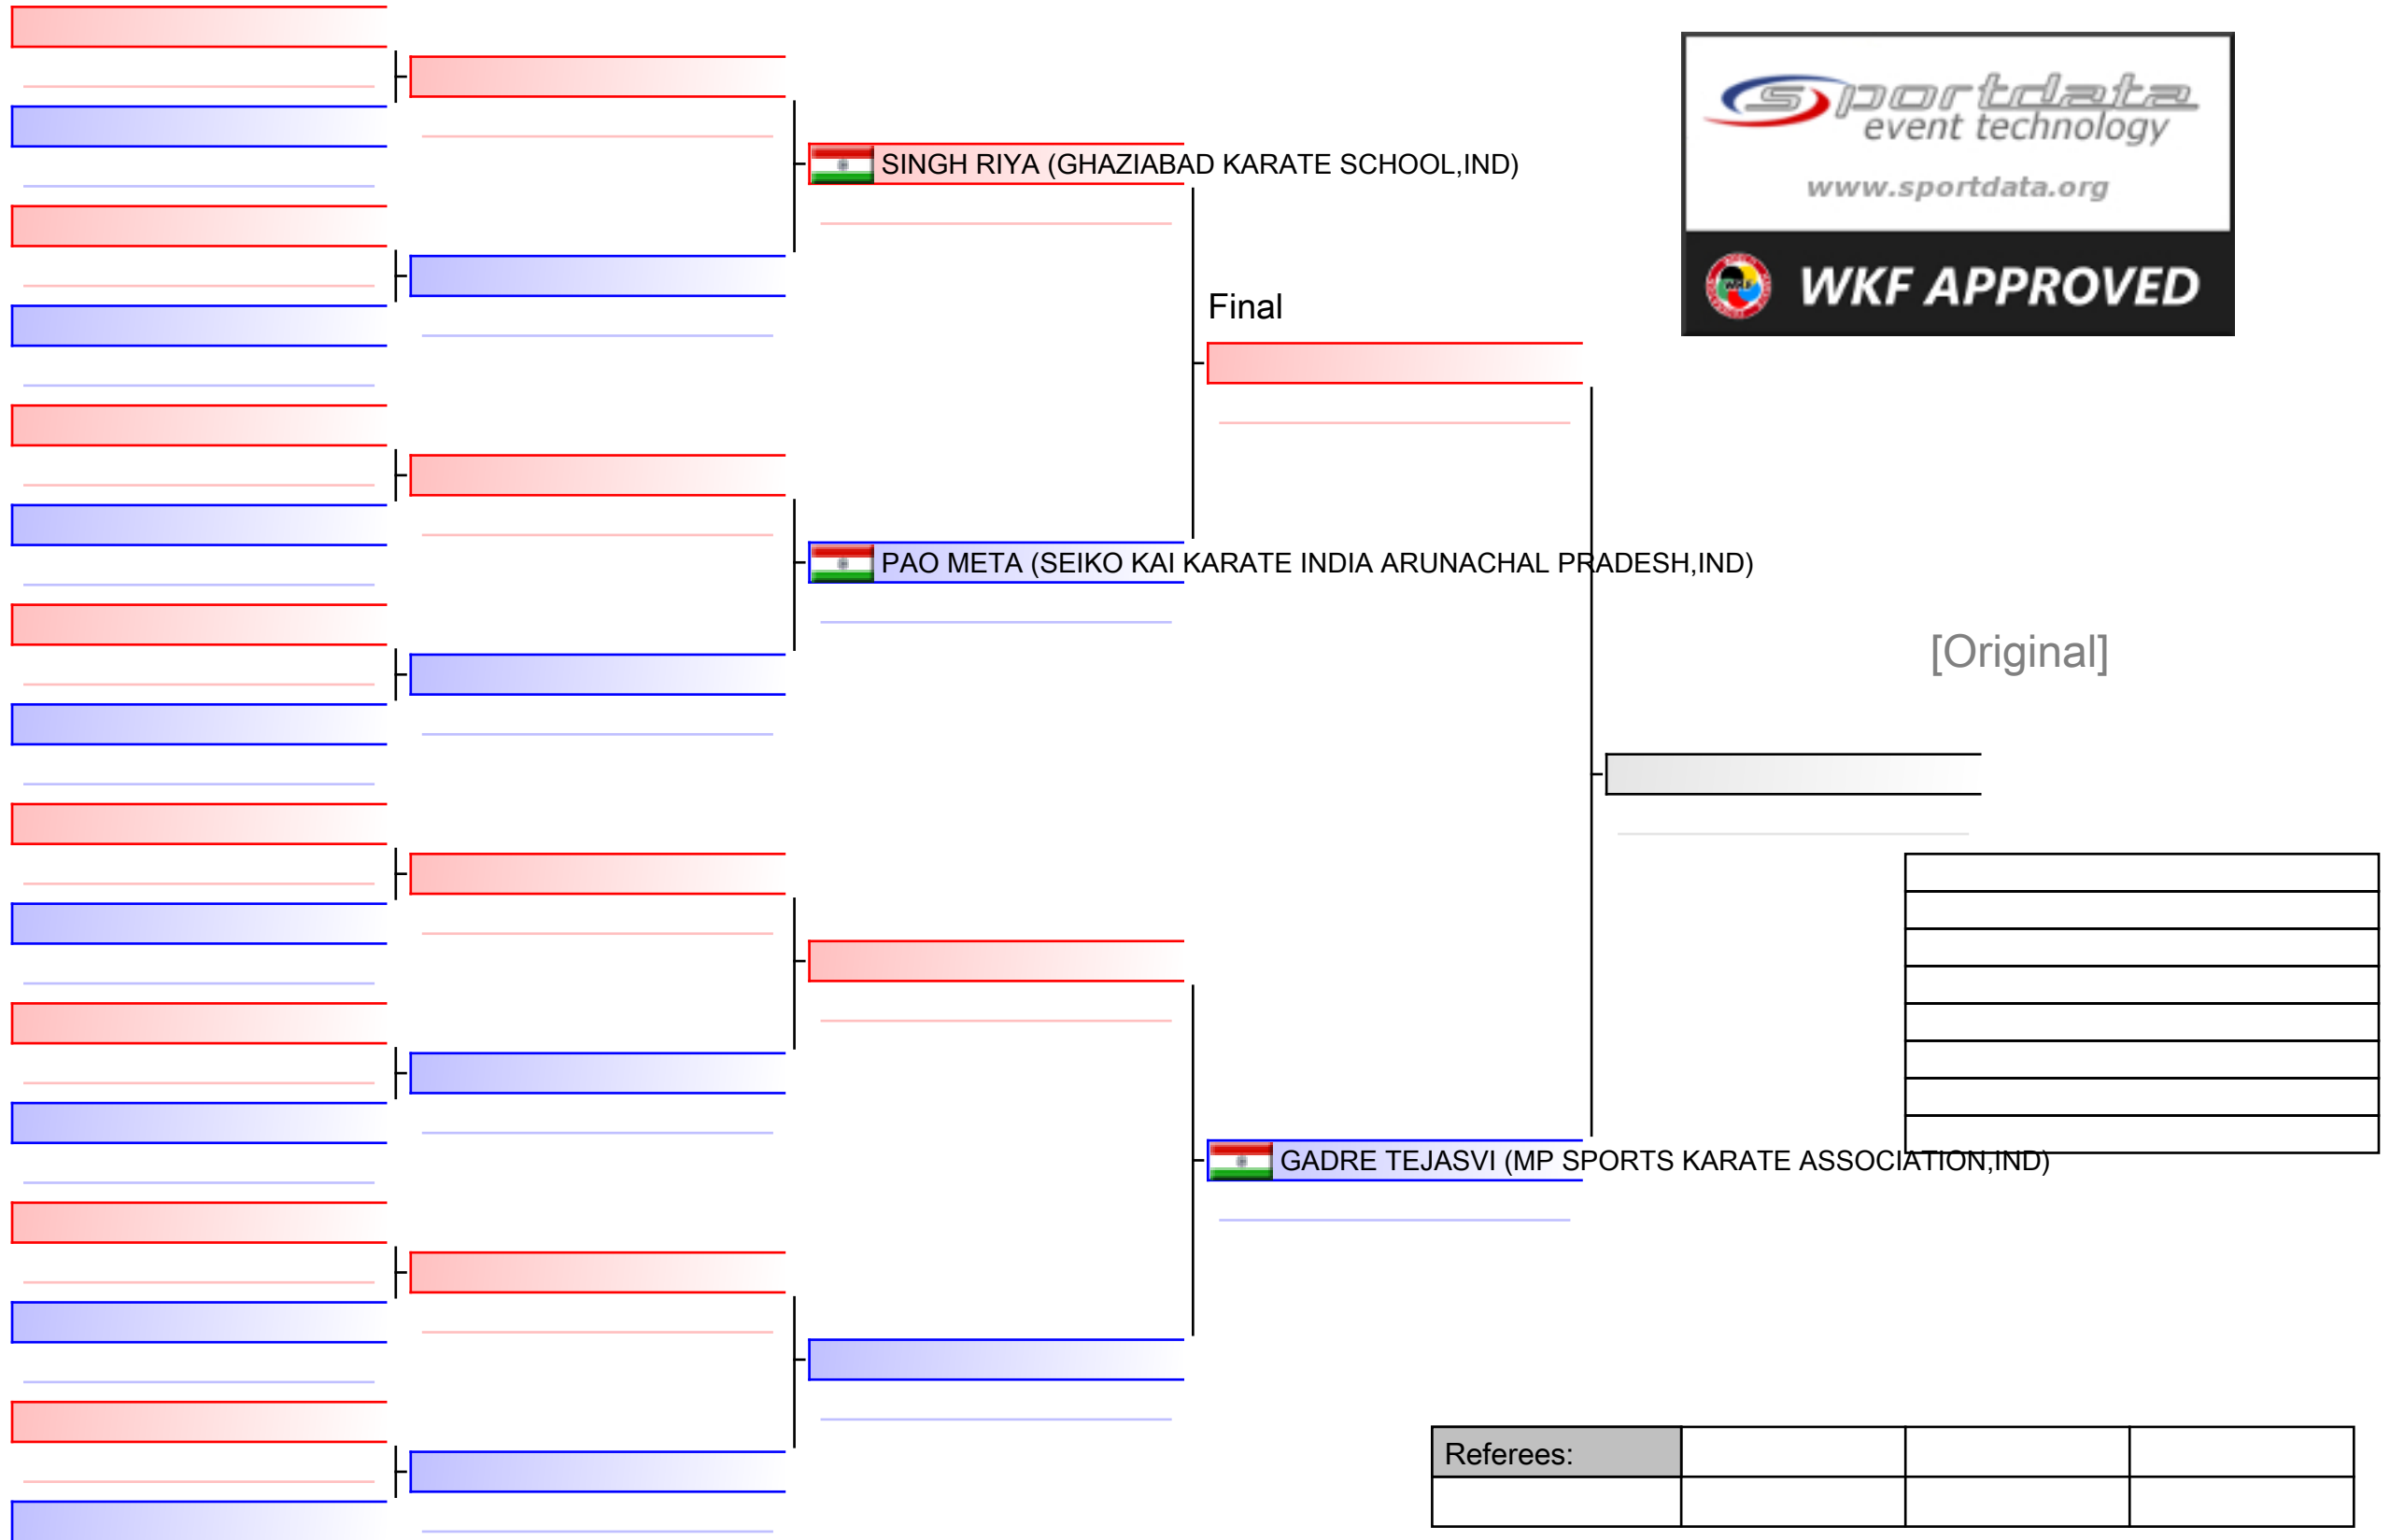 sportdata
event technology
www.sportdata.org
WKF APPROVED
SINGH RIYA (GHAZIABAD KARATE SCHOOL,IND)
Final
PAO META (SEIKO KAI KARATE INDIA ARUNACHAL PRADESH,IND)
[Original]
GADRE TEJASVI (MP SPORTS KARATE ASSOCIATION,IND)
Referees: